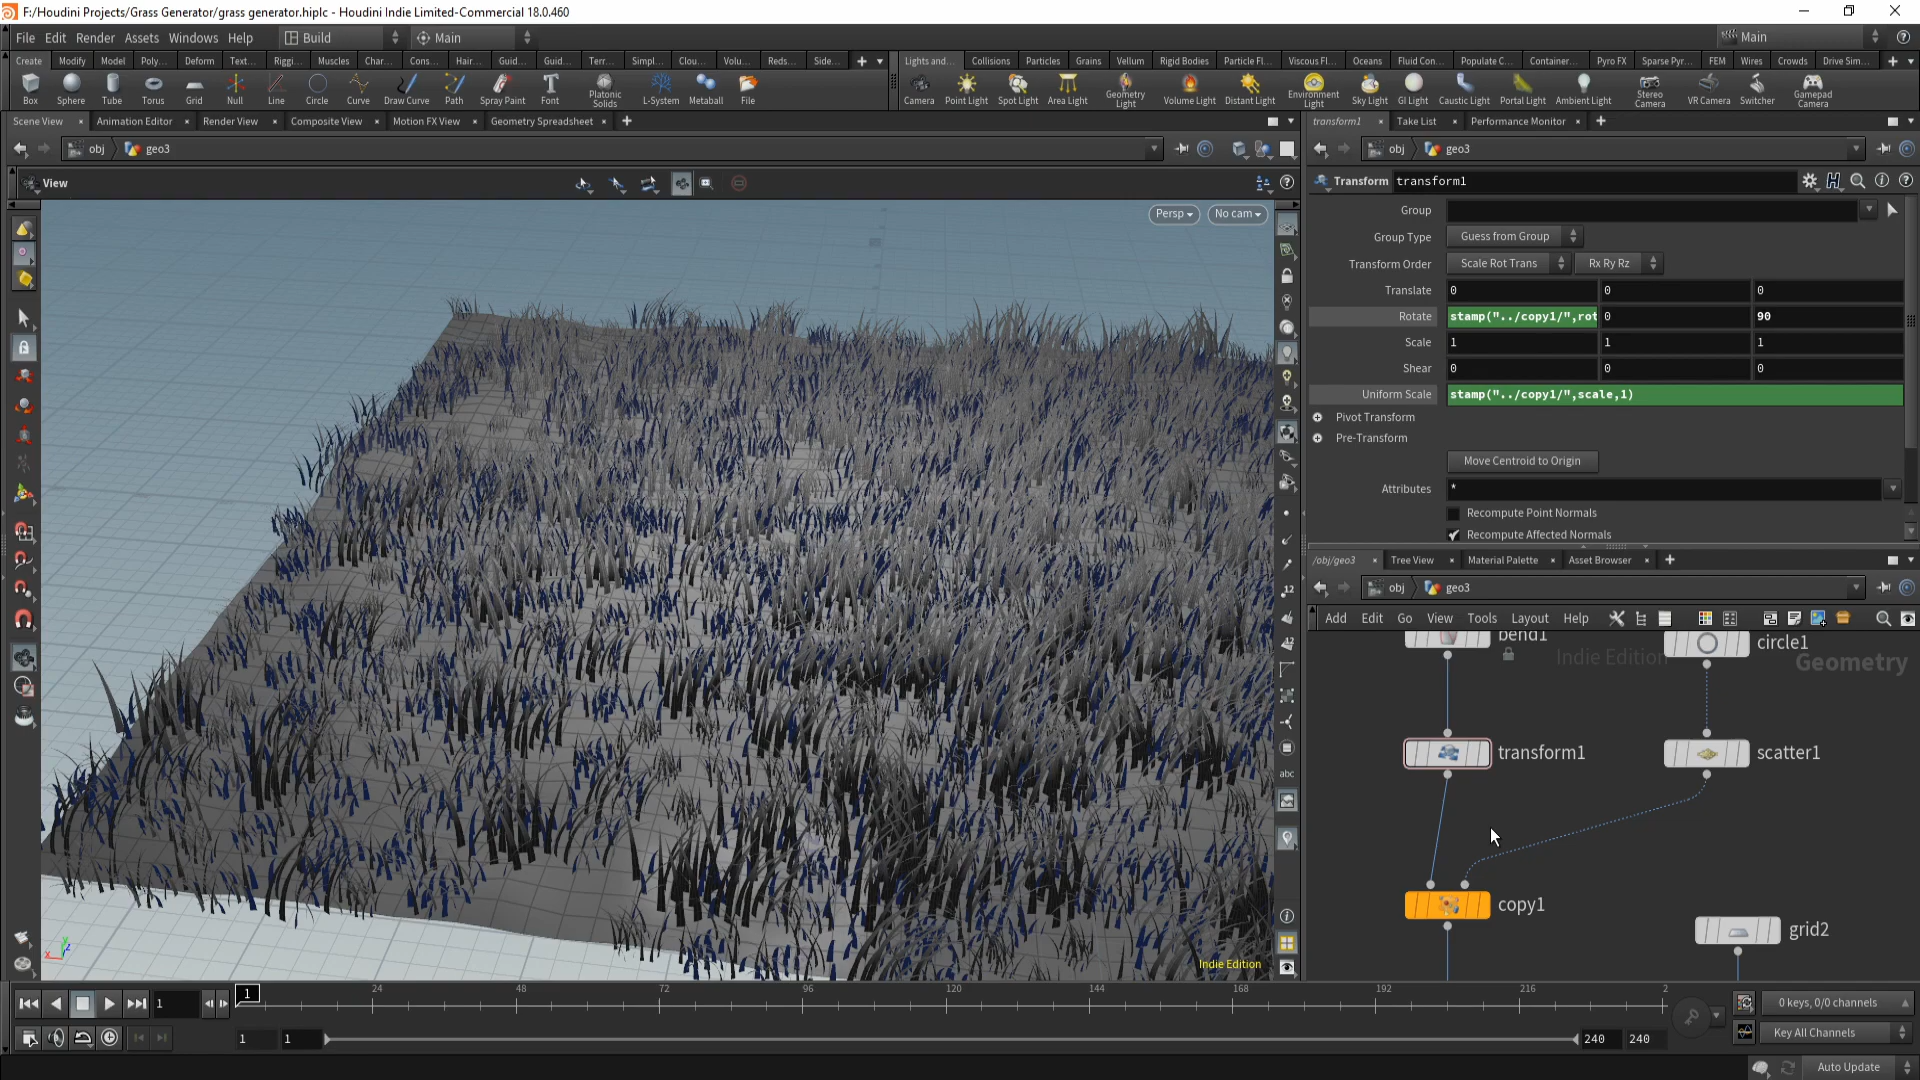 F:/Houdini Projects/Grass Generator/grass generator.hiplc - Houdini Indie Limited-Commercial 18.0.460
File Edit Render Assets Windows Help Build Main Main
Create Modify Model Poly... Deform Text... Riggi... Muscles Char... Cons... Hair... Guid... Guid... Terr... Simpl... Clou... Volu... Reds... Side...
Lights and... Collisions Particles Grains Vellum Rigid Bodies Particle Fl... Viscous Fl... Oceans Fluid Con... Populate C... Container... Pyro FX Sparse Pyr... FEM Wires Crowds Drive Sim...
Box Sphere Tube Torus Grid Null Line Circle Curve Draw Curve Path Spray Paint Font Platonic Solids L-System Metaball File
Camera Point Light Spot Light Area Light Geometry Light Volume Light Distant Light Environment Light Sky Light GI Light Caustic Light Portal Light Ambient Light Stereo Camera VR Camera Switcher Gamepad Camera
Scene View Animation Editor Render View Composite View Motion FX View Geometry Spreadsheet
transform1 Take List Performance Monitor
obj geo3
obj geo3
View
Transform transform1
Persp No cam
Group
Group Type Guess from Group
Transform Order Scale Rot Trans Rx Ry Rz
Translate 0 0 0
Rotate stamp("../copy1/",rot 0 90
Scale 1 1 1
Shear 0 0 0
Uniform Scale stamp("../copy1/",scale,1)
Pivot Transform
Pre-Transform
Move Centroid to Origin
Attributes *
Recompute Point Normals
Recompute Affected Normals
/obj/geo3 Tree View Material Palette Asset Browser
obj geo3
Add Edit Go View Tools Layout Help
bend1
circle1
Indie Edition
Geometry
transform1
scatter1
copy1
grid2
abc
Indie Edition
1 1 24 48 72 96 120 144 168 192 216 2
0 keys, 0/0 channels
1 1 240 240
Key All Channels
Auto Update